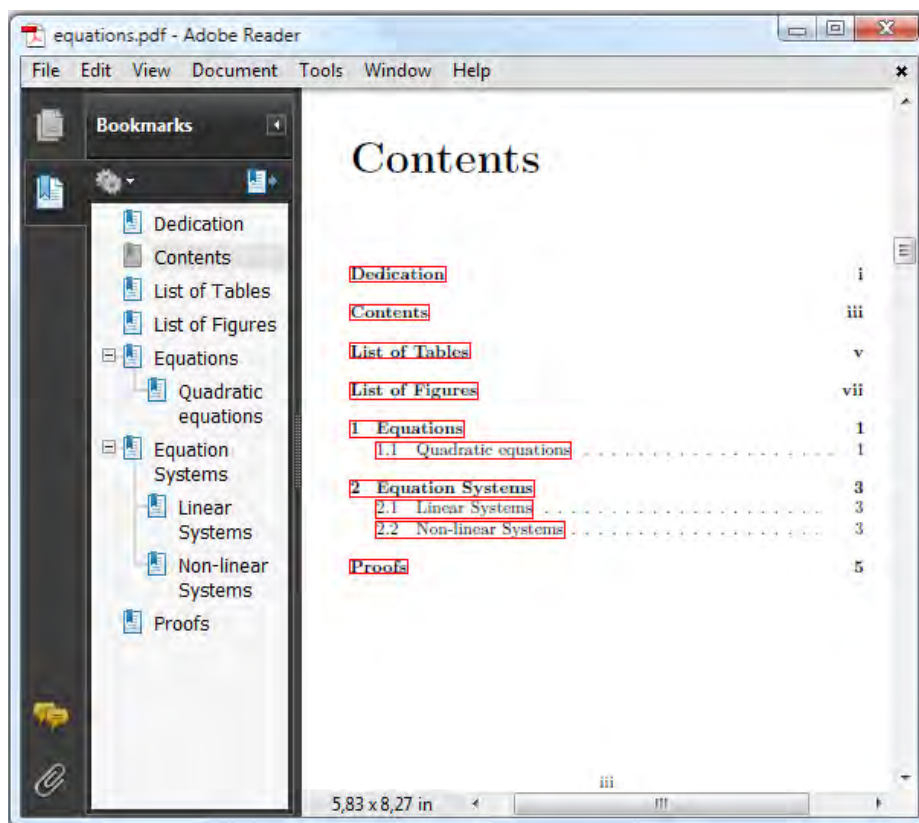 equations.pdf - Adobe Reader
File Edit View Document Tools Window Help
Bookmarks
Dedication
Contents
List of Tables
List of Figures
Equations
Quadratic
equations
Equation
Systems
Linear
Systems
Non-linear
Systems
Proofs
Contents
Dedication i
Contents iii
List of Tables v
List of Figures vii
1 Equations 1
1.1 Quadratic equations . . . . . . . . . . . . . . . . . . . . 1
2 Equation Systems 3
2.1 Linear Systems . . . . . . . . . . . . . . . . . . . . . . 3
2.2 Non-linear Systems . . . . . . . . . . . . . . . . . . . . 3
Proofs 5
iii
5,83 x 8,27 in